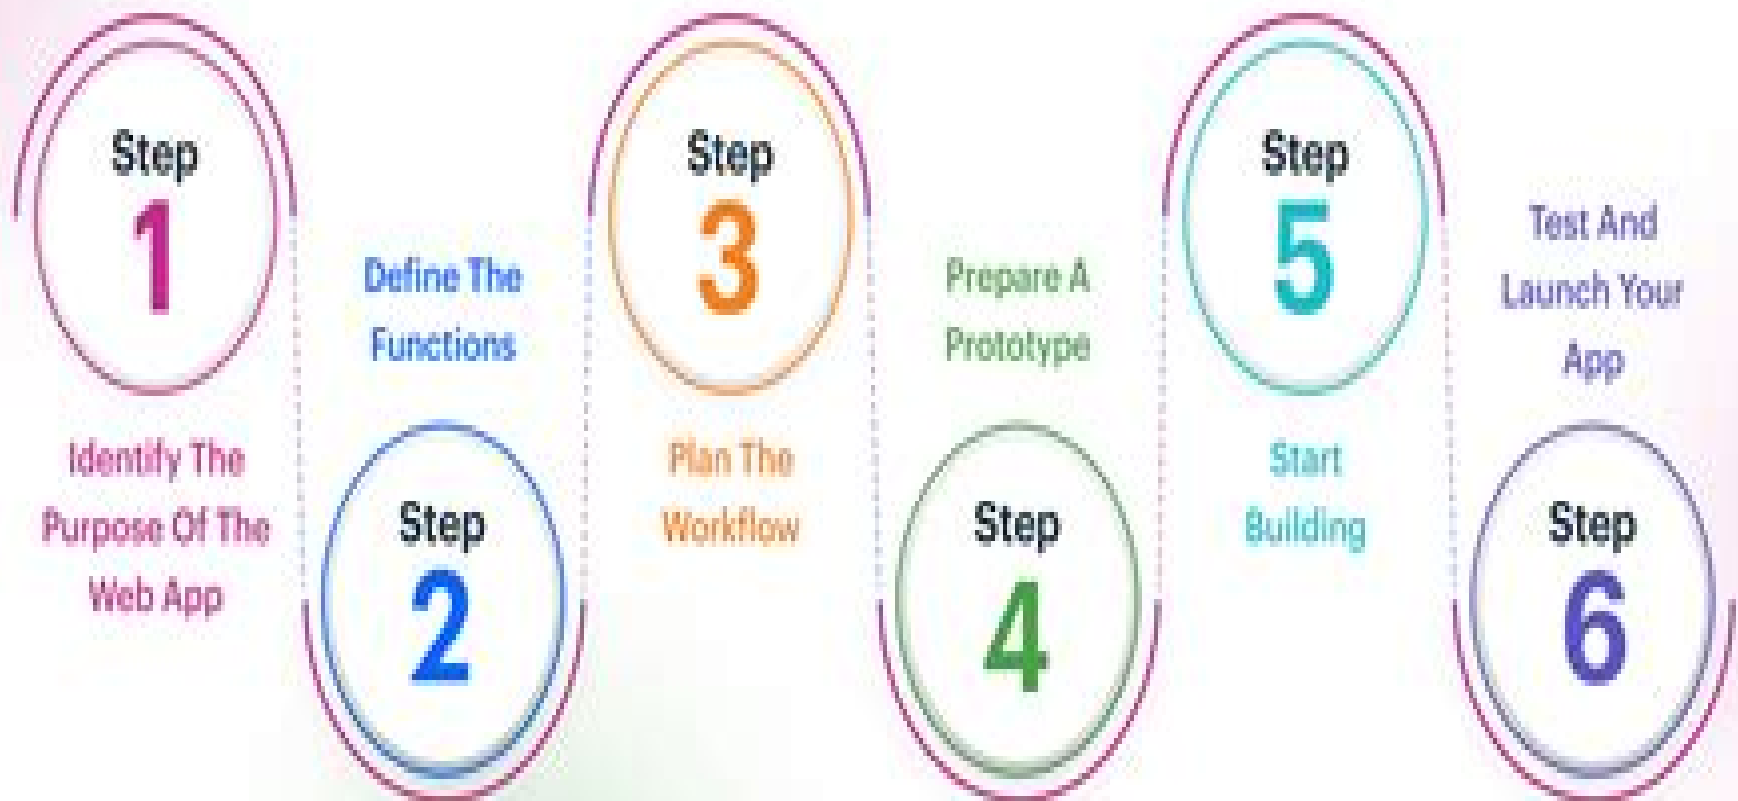 Step
1
Identify The
Purpose Of The
Web App
Define The
Functions
Step
2
Step
3
Plan The
Workflow
Prepare A
Prototype
Step
4
Step
5
Start
Building
Test And
Launch Your
App
Step
6